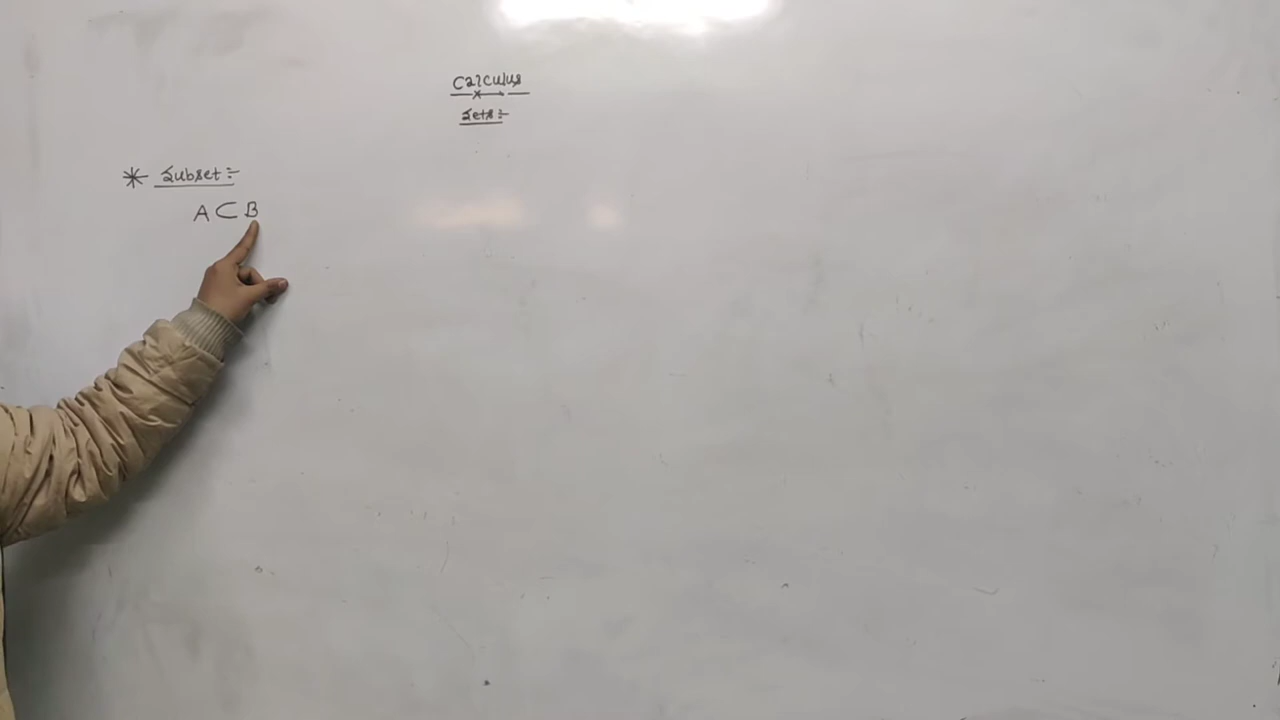 Calculus
Sets :-
* Subset :-
A ⊂ B